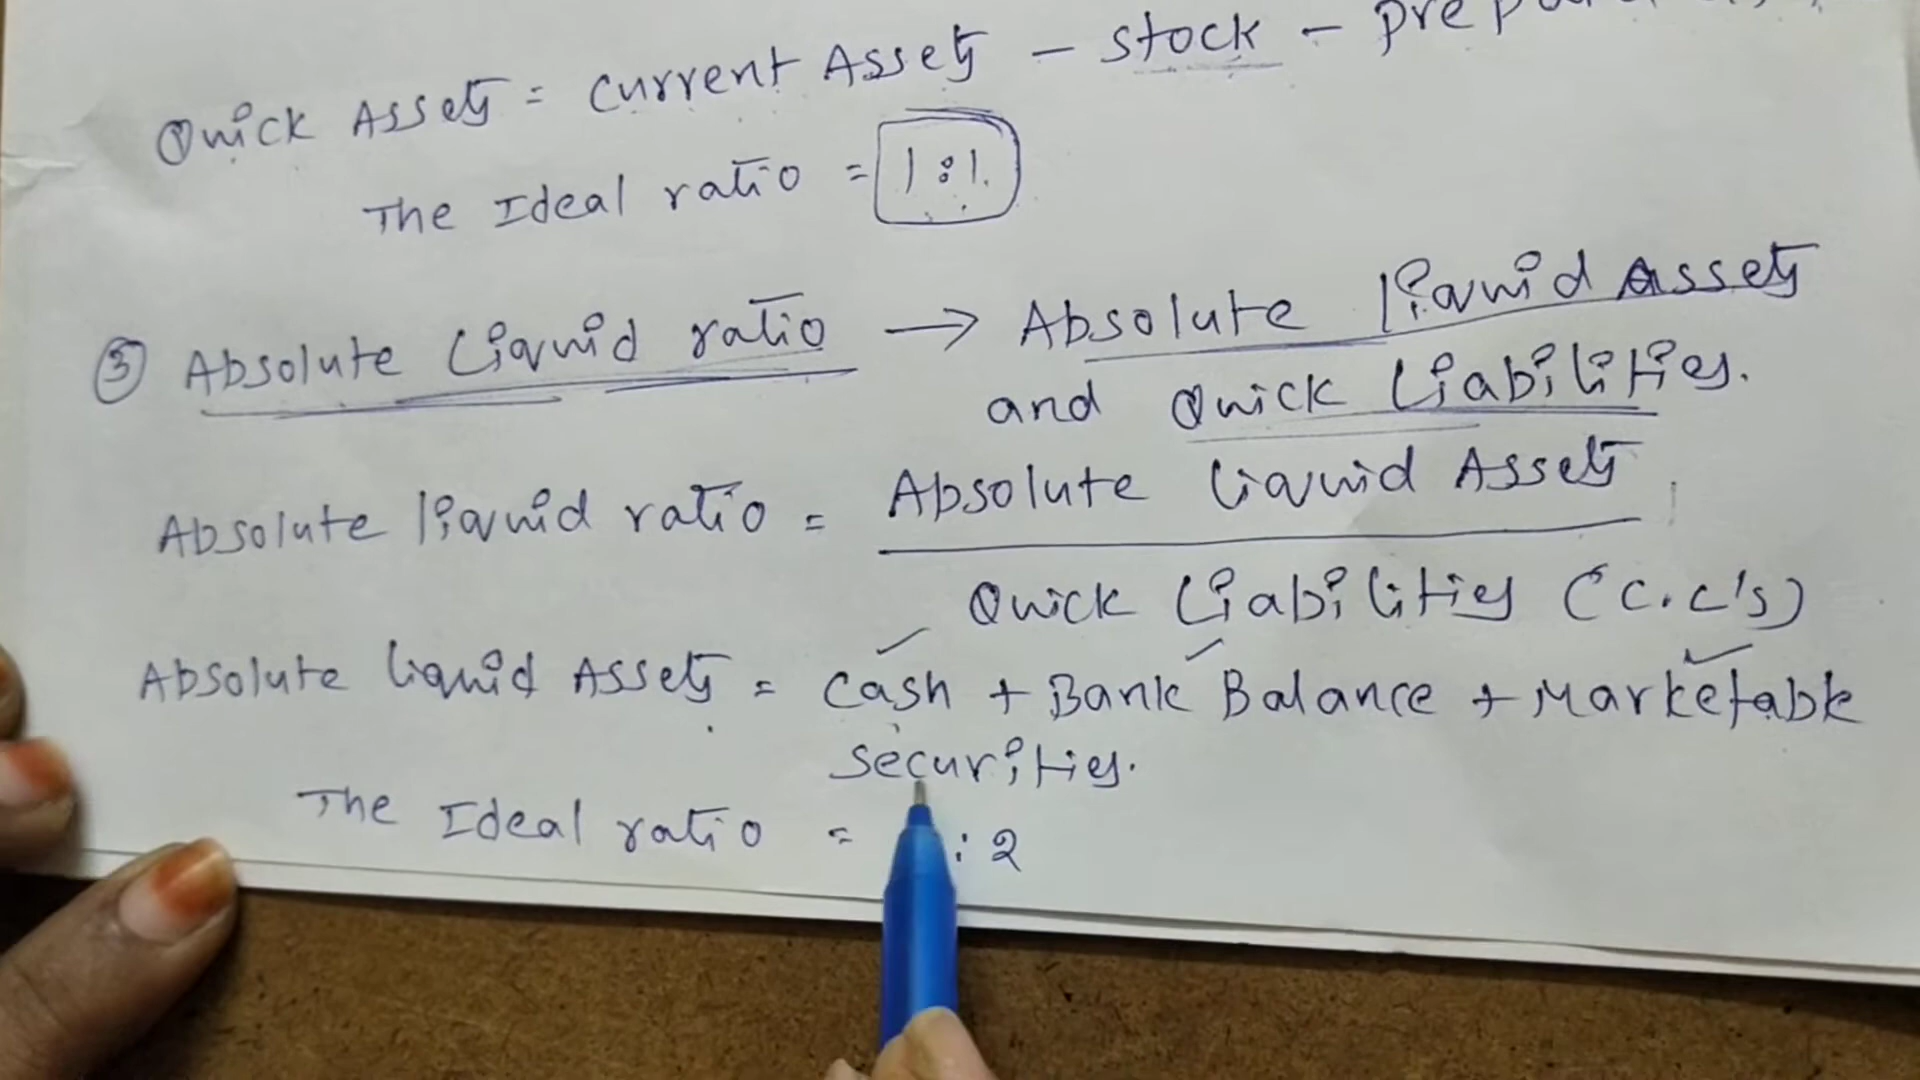 Quick Assets = Current Assets - Stock -
The Ideal ratio = 1:1.
③ Absolute Liquid ratio → Absolute liquid Assets
and Quick Liabilities.
Absolute liquid ratio = Absolute Liquid Assets
Quick Liabilities (C.L's)
Absolute liquid Assets = Cash + Bank Balance + Marketable
Securities.
The Ideal ratio = : 2